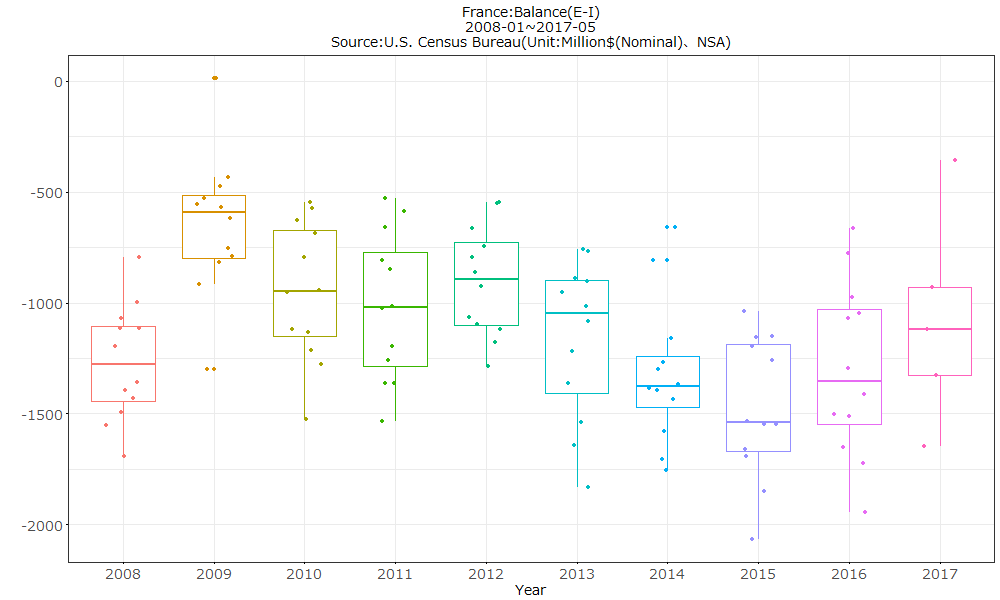 France:Balance(E-I)
2008-01~2017-05
Source:U.S. Census Bureau(Unit:Million$(Nominal)、NSA)
0
-500
-1000
-1500
-2000
2008 2009 2010 2011 2012 2013 2014 2015 2016 2017
Year